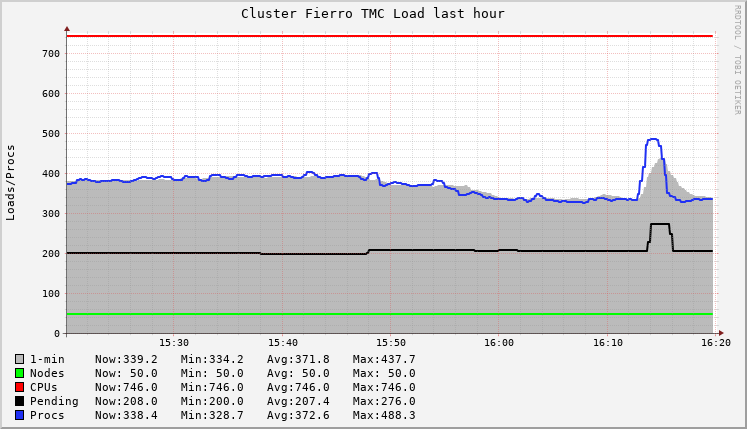 Cluster Fierro TMC Load last hour
RRDTOOL / TOBI OETIKER
Loads/Procs
700
600
500
400
300
200
100
0
15:30 15:40 15:50 16:00 16:10 16:20
1-min Now:339.2 Min:334.2 Avg:371.8 Max:437.7
Nodes Now: 50.0 Min: 50.0 Avg: 50.0 Max: 50.0
CPUs Now:746.0 Min:746.0 Avg:746.0 Max:746.0
Pending Now:208.0 Min:200.0 Avg:207.4 Max:276.0
Procs Now:338.4 Min:328.7 Avg:372.6 Max:488.3